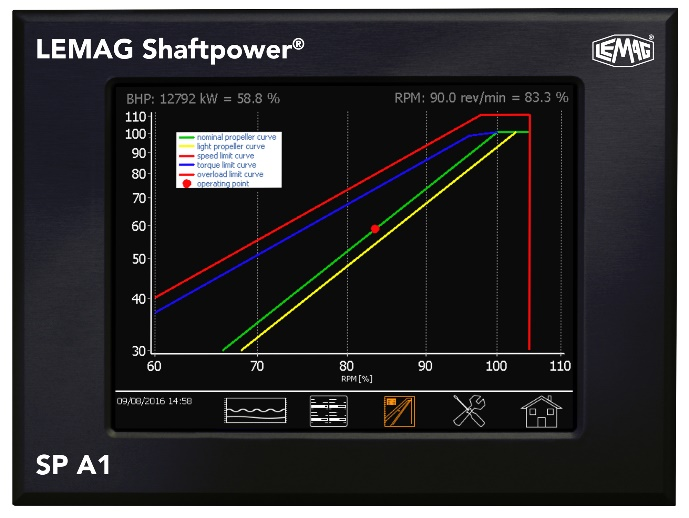 LEMAG Shaftpower®
LEMAG®
BHP: 12792 kW = 58.8 %
RPM: 90.0 rev/min = 83.3 %
110
100
90
80
70
60
50
40
30
nominal propeller curve
light propeller curve
speed limit curve
torque limit curve
overload limit curve
operating point
60
70
80
90
100
110
RPM [%]
09/08/2016 14:58
SP A1